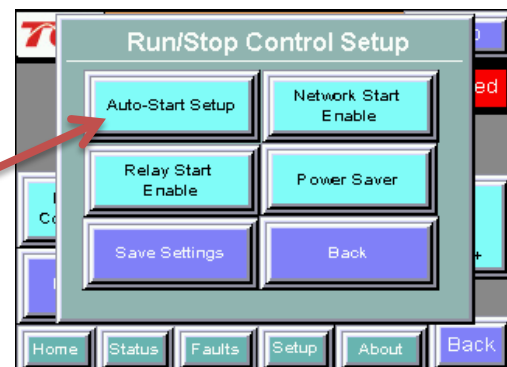 Run/Stop Control Setup
ed
Auto-Start Setup
Network Start
Enable
Relay Start
Enable
Power Saver
Save Settings
Back
Home
Status
Faults
Setup
About
Back